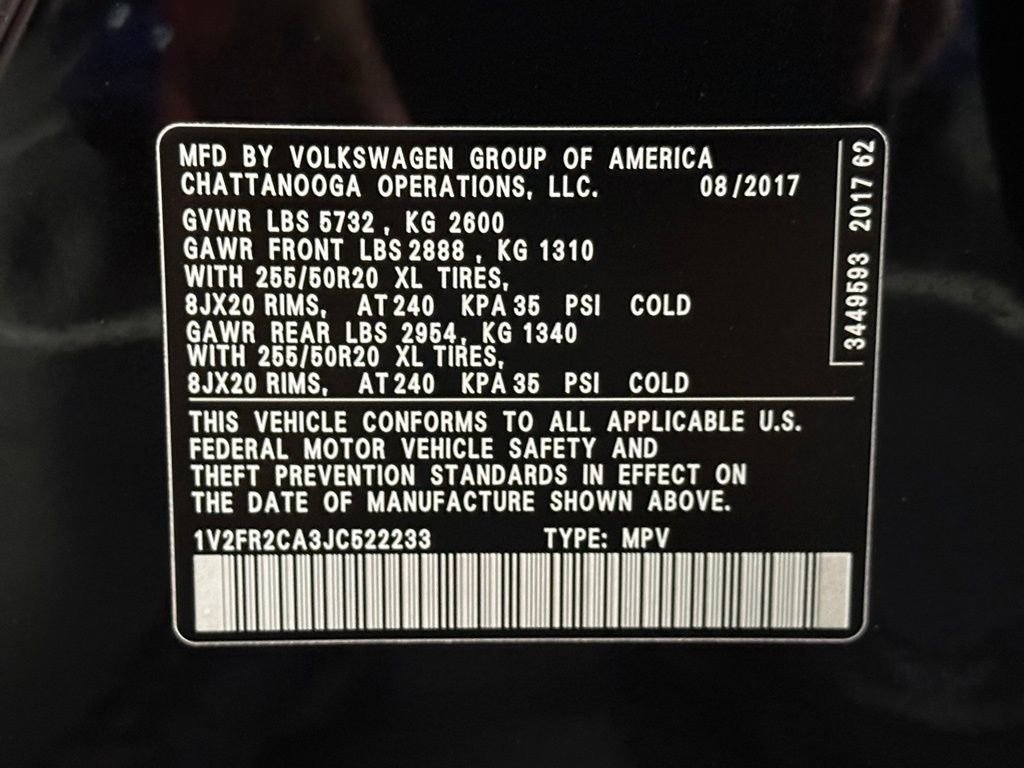 MFD BY VOLKSWAGEN GROUP OF AMERICA
CHATTANOOGA OPERATIONS, LLC. 08/2017
GVWR LBS 5732 , KG 2600
GAWR FRONT LBS 2888 , KG 1310
WITH 255/50R20 XL TIRES,
8JX20 RIMS, AT 240 KPA 35 PSI COLD
GAWR REAR LBS 2954, KG 1340
WITH 255/50R20 XL TIRES,
8JX20 RIMS, AT 240 KPA 35 PSI COLD
THIS VEHICLE CONFORMS TO ALL APPLICABLE U.S.
FEDERAL MOTOR VEHICLE SAFETY AND
THEFT PREVENTION STANDARDS IN EFFECT ON
THE DATE OF MANUFACTURE SHOWN ABOVE.
1V2FR2CA3JC522233 TYPE: MPV
3449593 2017 62